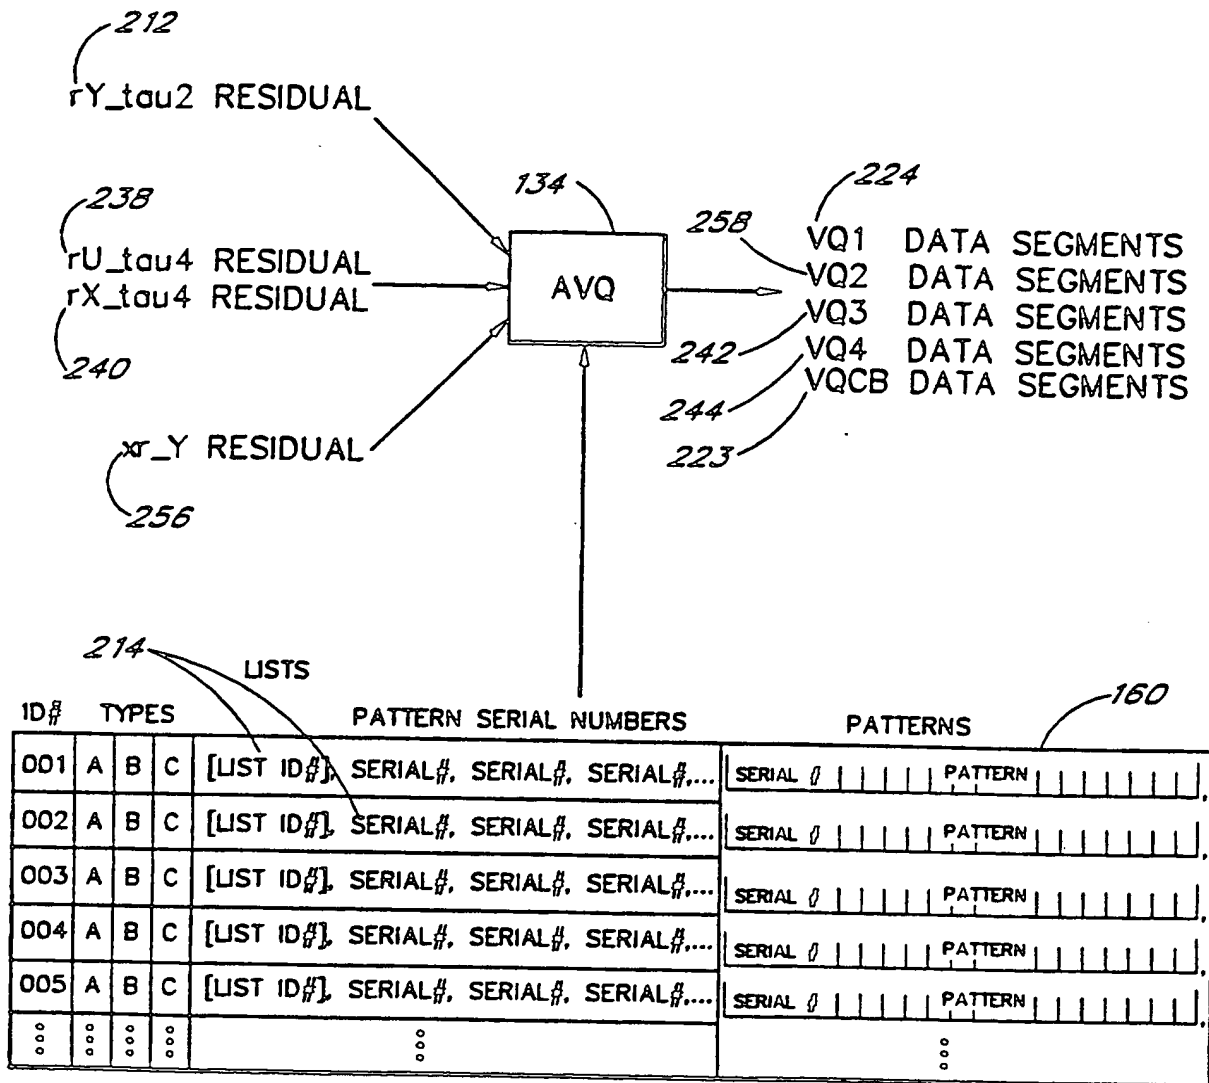 212
rY_tau2 RESIDUAL
238
rU_tau4 RESIDUAL
rX_tau4 RESIDUAL
240
xr_Y RESIDUAL
256
134
AVQ
224
258
VQ1 DATA SEGMENTS
VQ2 DATA SEGMENTS
VQ3 DATA SEGMENTS
242
VQ4 DATA SEGMENTS
244
VQCB DATA SEGMENTS
223
214
LISTS
160
ID# TYPES PATTERN SERIAL NUMBERS PATTERNS
001 A B C [LIST ID#], SERIAL#, SERIAL#, SERIAL#,... SERIAL # PATTERN
002 A B C [LIST ID#], SERIAL#, SERIAL#, SERIAL#,... SERIAL # PATTERN
003 A B C [LIST ID#], SERIAL#, SERIAL#, SERIAL#,... SERIAL # PATTERN
004 A B C [LIST ID#], SERIAL#, SERIAL#, SERIAL#,... SERIAL # PATTERN
005 A B C [LIST ID#], SERIAL#, SERIAL#, SERIAL#,... SERIAL # PATTERN